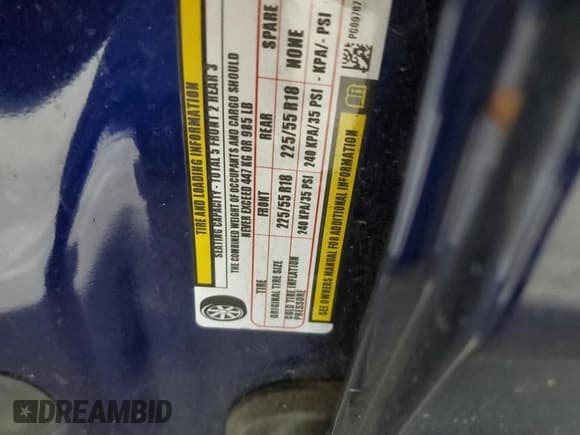 TIRE AND LOADING INFORMATION
SEATING CAPACITY - TOTAL 5 FRONT 2 REAR 3
THE COMBINED WEIGHT OF OCCUPANTS AND CARGO SHOULD
NEVER EXCEED 447 KG OR 985 LB
TIRE FRONT REAR SPARE
ORIGINAL TIRE SIZE 225/55 R18 225/55 R18 NONE
COLD TIRE INFLATION
PRESSURE 240 KPA/35 PSI 240 KPA/35 PSI - KPA/- PSI
SEE OWNERS MANUAL FOR ADDITIONAL INFORMATION
DREAMBID